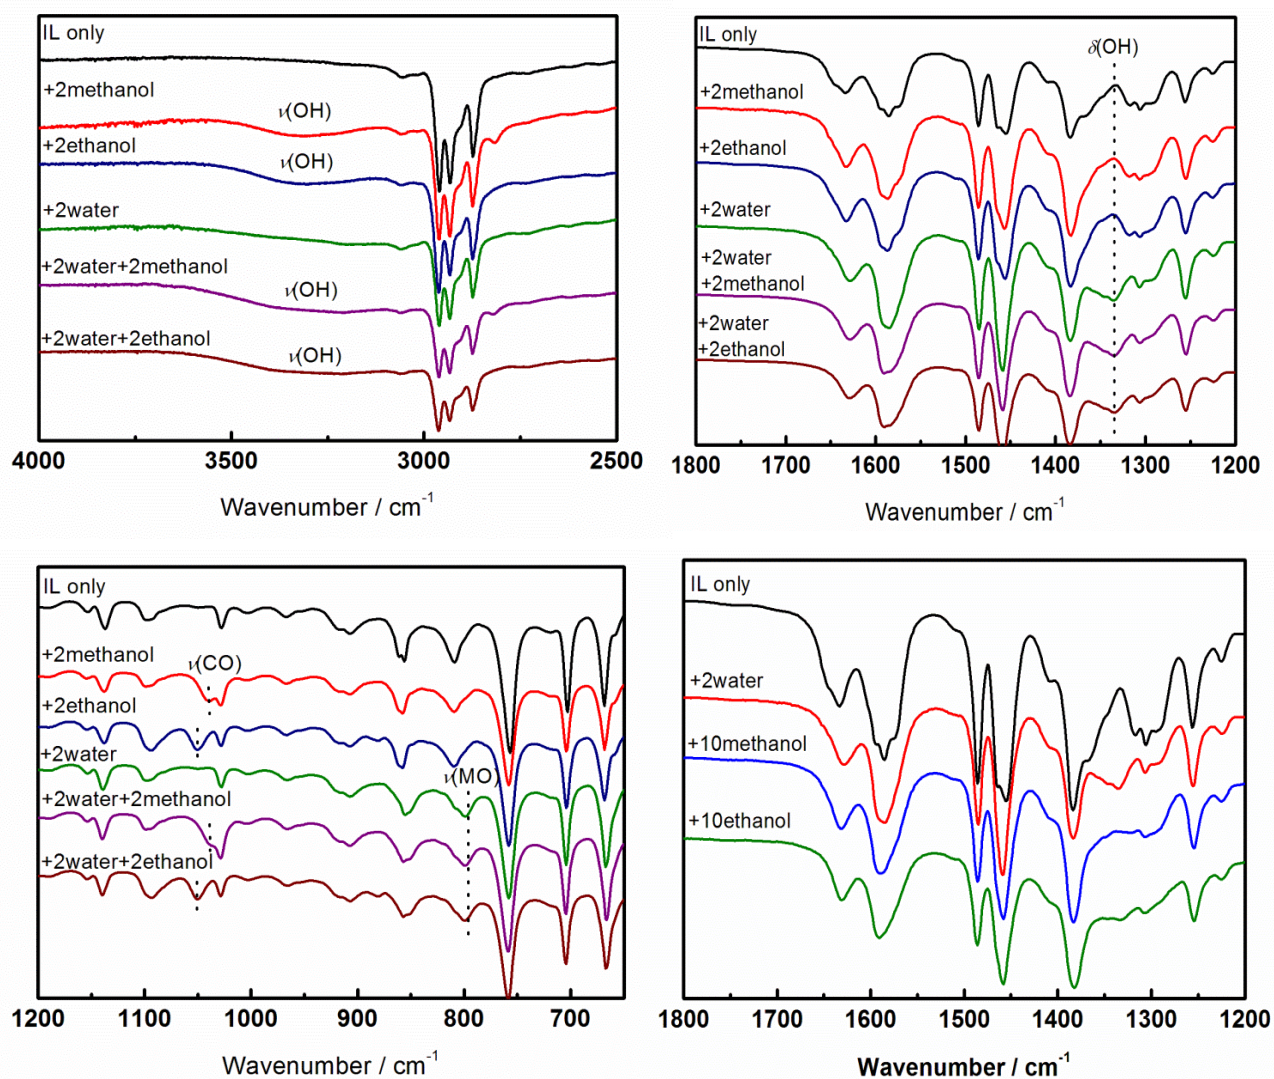 IL only
+2methanol
ν(OH)
+2ethanol
ν(OH)
+2water
+2water+2methanol
ν(OH)
+2water+2ethanol
ν(OH)
4000 3500 3000 2500
Wavenumber / cm⁻¹
IL only
δ(OH)
+2methanol
+2ethanol
+2water
+2water
+2methanol
+2water
+2ethanol
1800 1700 1600 1500 1400 1300 1200
Wavenumber / cm⁻¹
IL only
+2methanol
ν(CO)
+2ethanol
+2water
ν(MO)
+2water+2methanol
+2water+2ethanol
1200 1100 1000 900 800 700
Wavenumber / cm⁻¹
IL only
+2water
+10methanol
+10ethanol
1800 1700 1600 1500 1400 1300 1200
Wavenumber / cm⁻¹